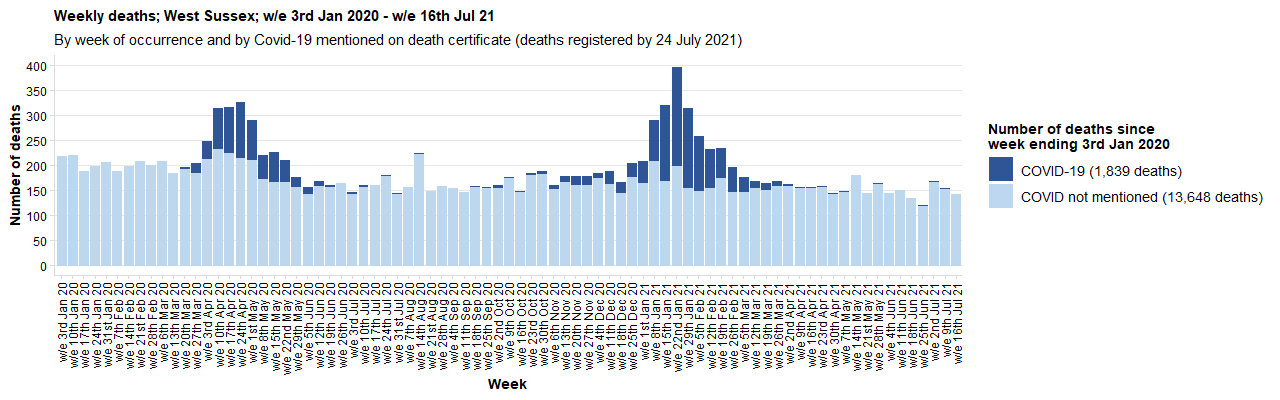 Weekly deaths; West Sussex; w/e 3rd Jan 2020 - w/e 16th Jul 21
By week of occurrence and by Covid-19 mentioned on death certificate (deaths registered by 24 July 2021)
Number of deaths
400
350
300
250
200
150
100
50
0
w/e 3rd Jan 20
w/e 10th Jan 20
w/e 17th Jan 20
w/e 24th Jan 20
w/e 31st Jan 20
w/e 7th Feb 20
w/e 14th Feb 20
w/e 21st Feb 20
w/e 28th Feb 20
w/e 6th Mar 20
w/e 13th Mar 20
w/e 20th Mar 20
w/e 27th Mar 20
w/e 3rd Apr 20
w/e 10th Apr 20
w/e 17th Apr 20
w/e 24th Apr 20
w/e 1st May 20
w/e 8th May 20
w/e 15th May 20
w/e 22nd May 20
w/e 29th May 20
w/e 5th Jun 20
w/e 12th Jun 20
w/e 19th Jun 20
w/e 26th Jun 20
w/e 3rd Jul 20
w/e 10th Jul 20
w/e 17th Jul 20
w/e 24th Jul 20
w/e 31st Jul 20
w/e 7th Aug 20
w/e 14th Aug 20
w/e 21st Aug 20
w/e 28th Aug 20
w/e 4th Sep 20
w/e 11th Sep 20
w/e 18th Sep 20
w/e 25th Sep 20
w/e 2nd Oct 20
w/e 9th Oct 20
w/e 16th Oct 20
w/e 23rd Oct 20
w/e 30th Oct 20
w/e 6th Nov 20
w/e 13th Nov 20
w/e 20th Nov 20
w/e 27th Nov 20
w/e 4th Dec 20
w/e 11th Dec 20
w/e 18th Dec 20
w/e 25th Dec 20
w/e 1st Jan 21
w/e 8th Jan 21
w/e 15th Jan 21
w/e 22nd Jan 21
w/e 29th Jan 21
w/e 5th Feb 21
w/e 12th Feb 21
w/e 19th Feb 21
w/e 26th Feb 21
w/e 5th Mar 21
w/e 12th Mar 21
w/e 19th Mar 21
w/e 26th Mar 21
w/e 2nd Apr 21
w/e 9th Apr 21
w/e 16th Apr 21
w/e 23rd Apr 21
w/e 30th Apr 21
w/e 7th May 21
w/e 14th May 21
w/e 21st May 21
w/e 28th May 21
w/e 4th Jun 21
w/e 11th Jun 21
w/e 18th Jun 21
w/e 25th Jun 21
w/e 2nd Jul 21
w/e 9th Jul 21
w/e 16th Jul 21
Week
Number of deaths since
week ending 3rd Jan 2020
COVID-19 (1,839 deaths)
COVID not mentioned (13,648 deaths)